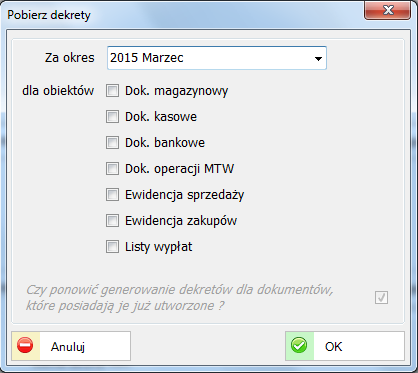 Pobierz dekrety
Za okres 2015 Marzec
dla obiektów Dok. magazynowy
Dok. kasowe
Dok. bankowe
Dok. operacji MTW
Ewidencja sprzedaży
Ewidencja zakupów
Listy wypłat
Czy ponowić generowanie dekretów dla dokumentów,
które posiadają je już utworzone ?
Anuluj OK